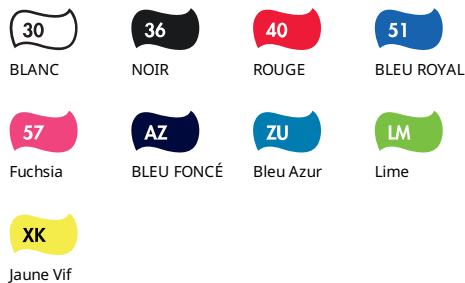 30 36 40 51
BLANC NOIR ROUGE BLEU ROYAL
57 AZ ZU LM
Fuchsia BLEU FONCÉ Bleu Azur Lime
XK
Jaune Vif